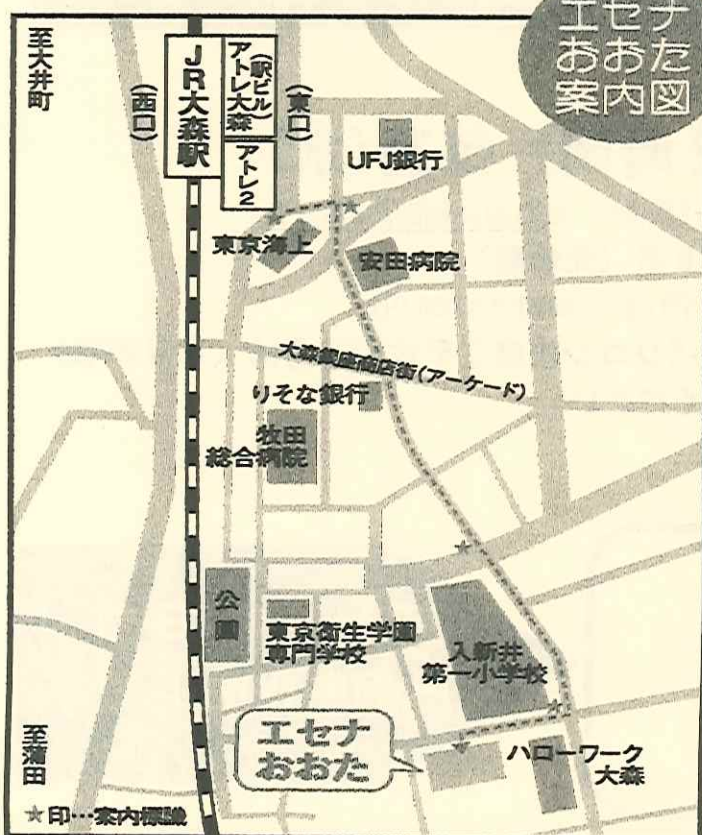 エセナ
おおた
案内図
至大井町
(西口)
JR大森駅
(駅ビル)
アトレ大森
アトレ2
(東口)
UFJ銀行
東京海上
安田病院
大森銀座商店街(アーケード)
りそな銀行
牧田
総合病院
公園
東京衛生学園
専門学校
入新井
第一小学校
エセナ
おおた
ハローワーク
大森
至蒲田
★印…案内標識